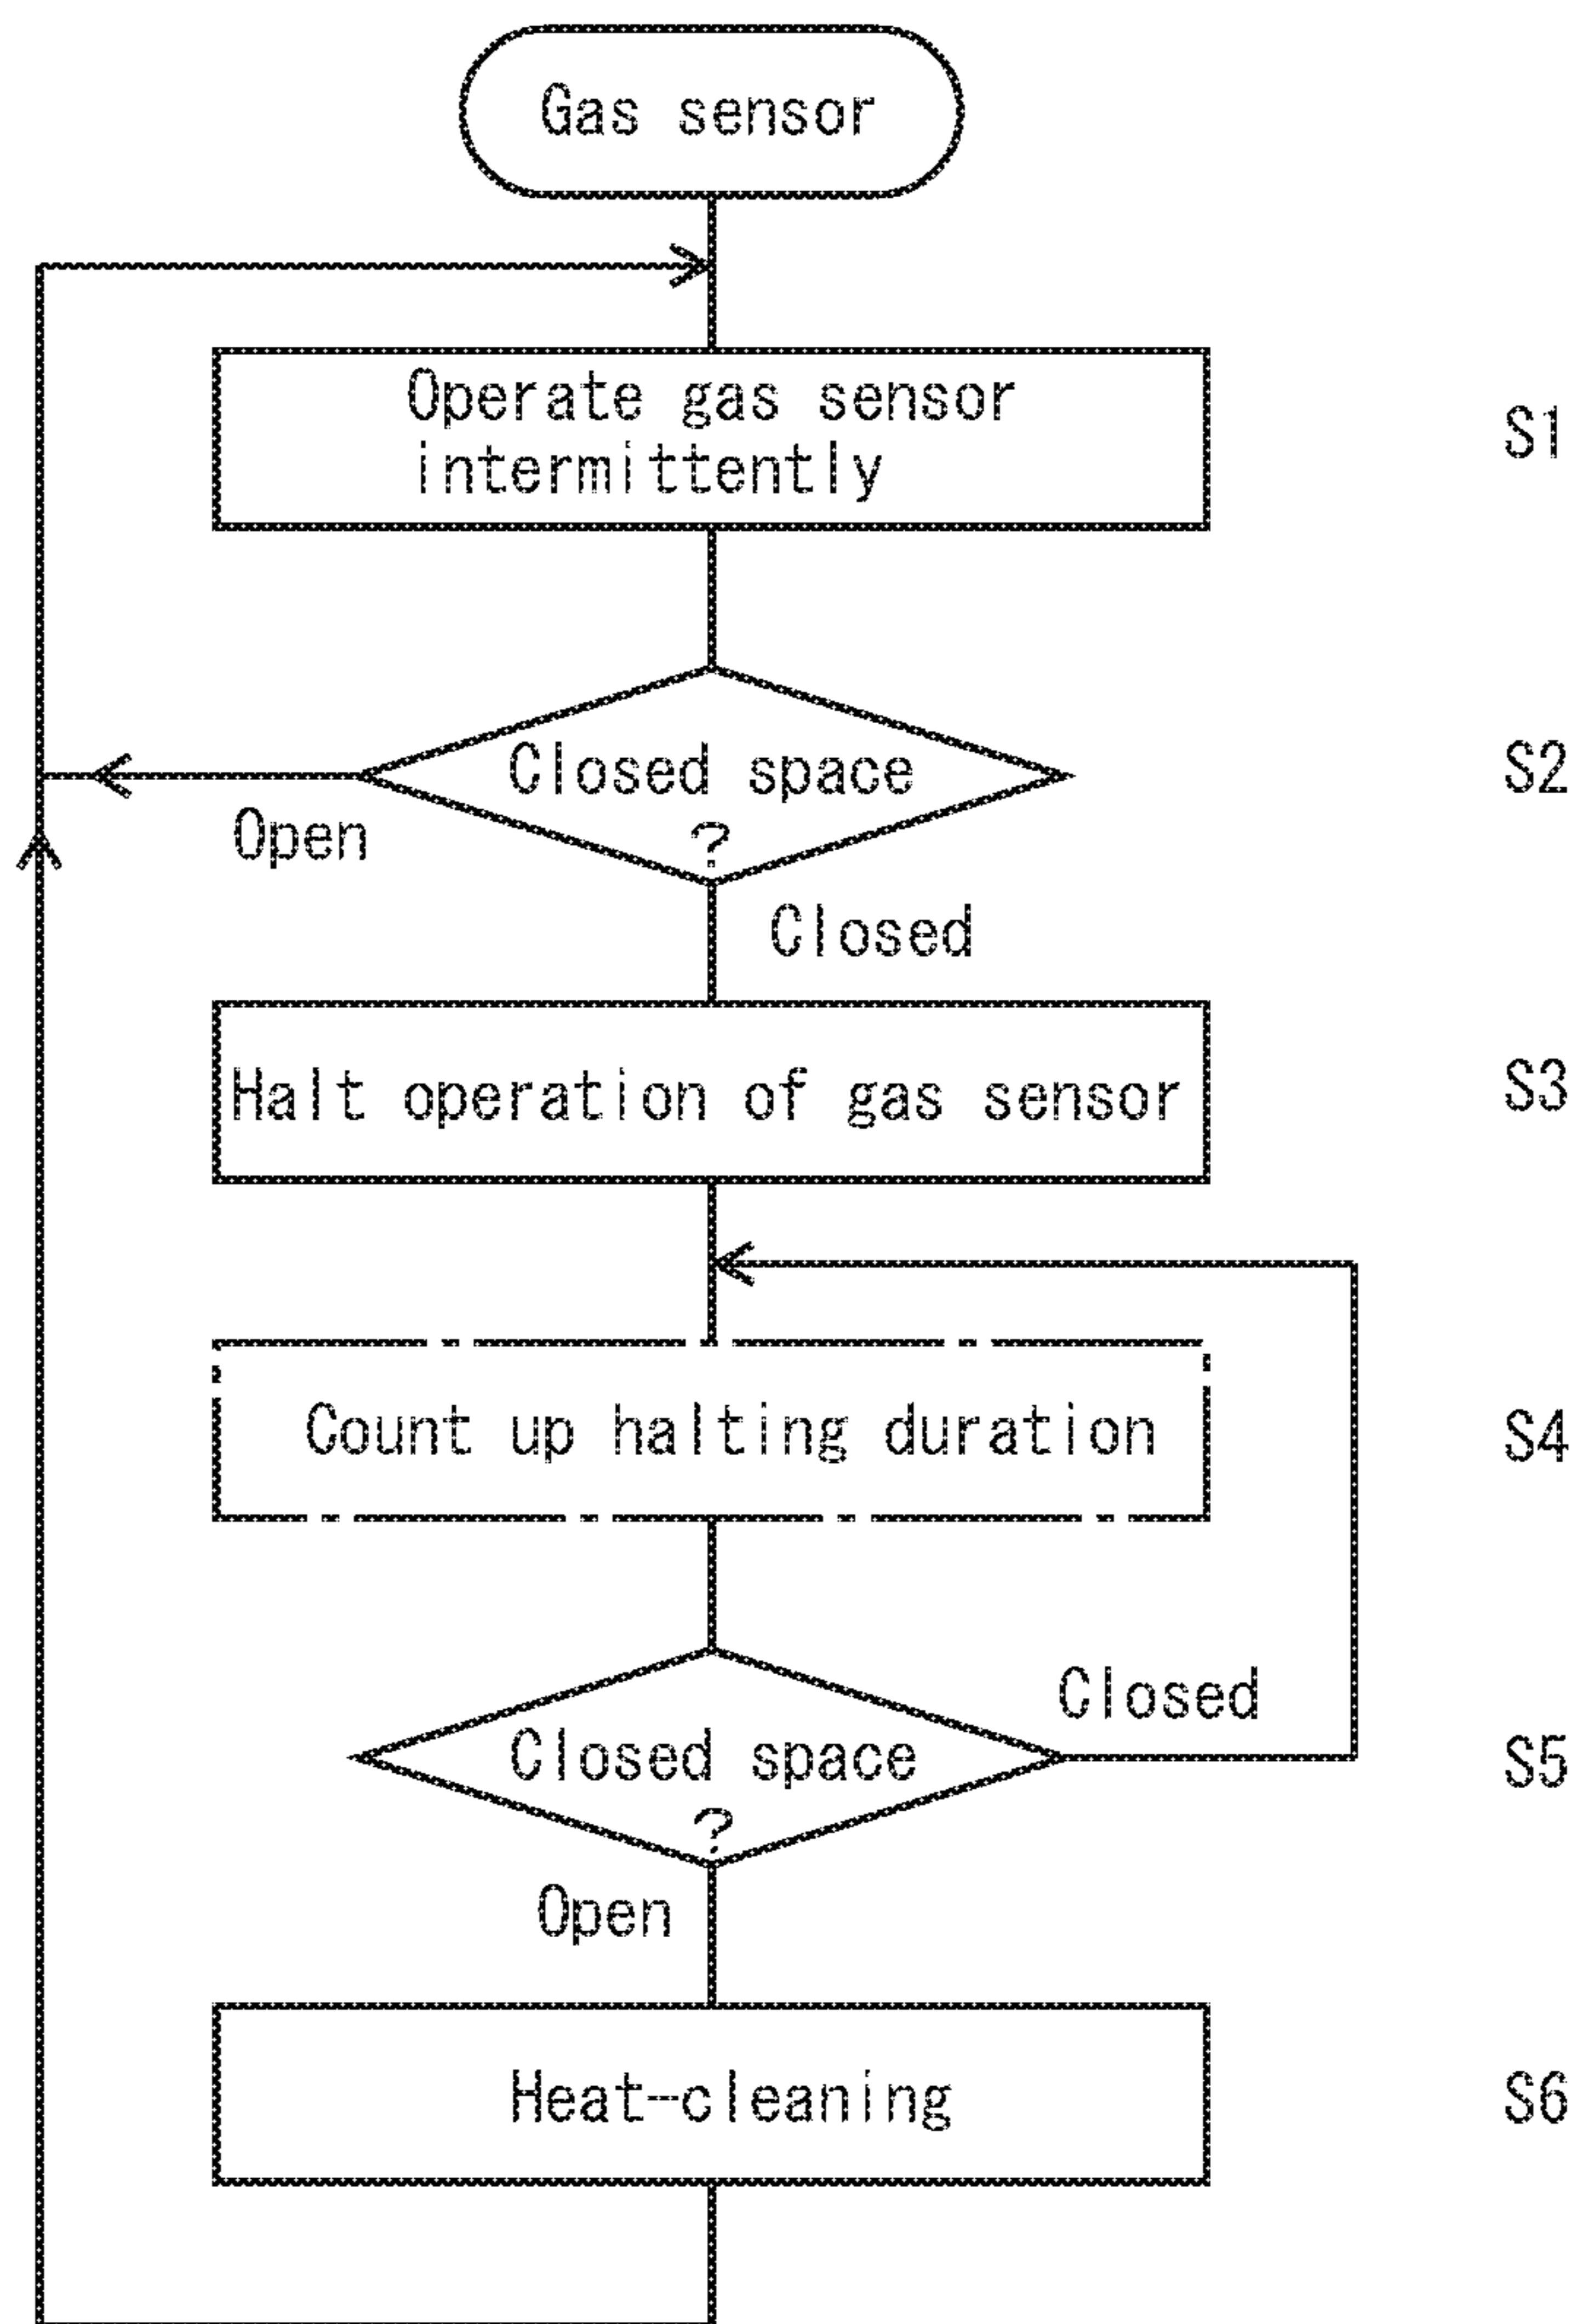 Gas sensor
Operate gas sensor
intermittently
S1
Closed space
?
S2
Open
Closed
Halt operation of gas sensor
S3
Count up halting duration
S4
Closed
Closed space
?
S5
Open
Heat-cleaning
S6